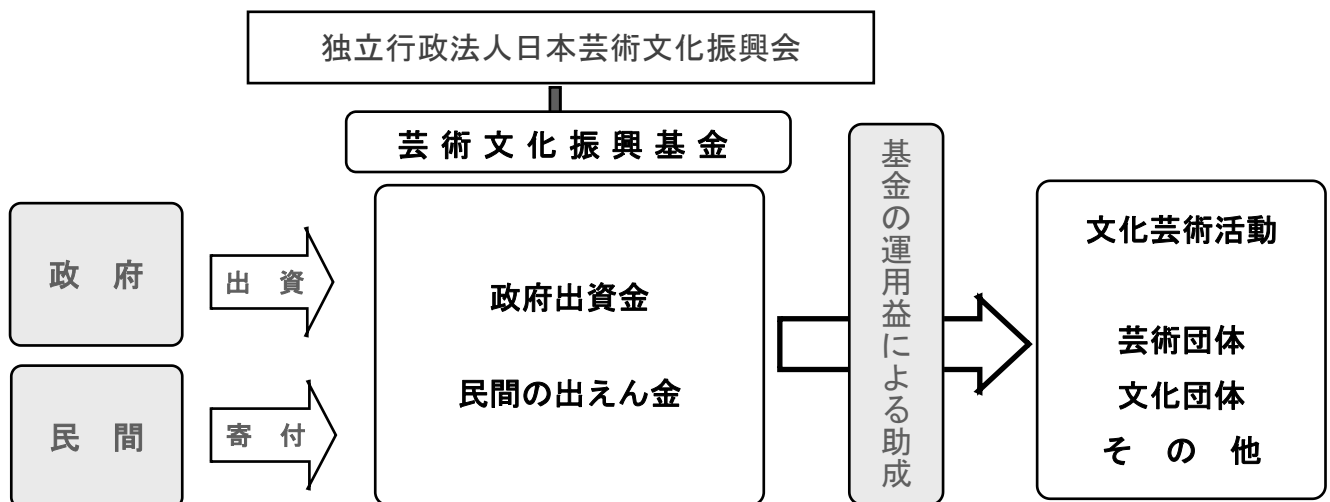 独立行政法人日本芸術文化振興会
芸術文化振興基金
政府
出資
民間
寄付
政府出資金
民間の出えん金
基金の運用益による助成
文化芸術活動
芸術団体
文化団体
その他